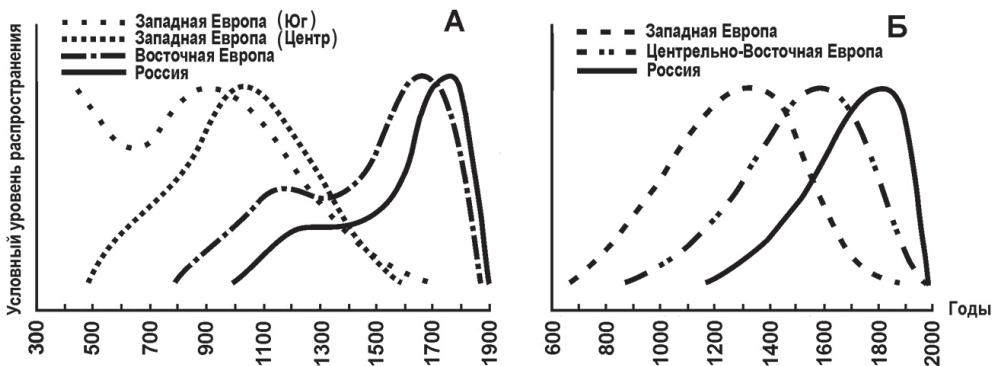 Условный уровень распространения
А
Западная Европа (Юг)
Западная Европа (Центр)
Восточная Европа
Россия
300 500 700 900 1100 1300 1500 1700 1900
Б
Западная Европа
Центрельно-Восточная Европа
Россия
600 800 1000 1200 1400 1600 1800 2000
Годы